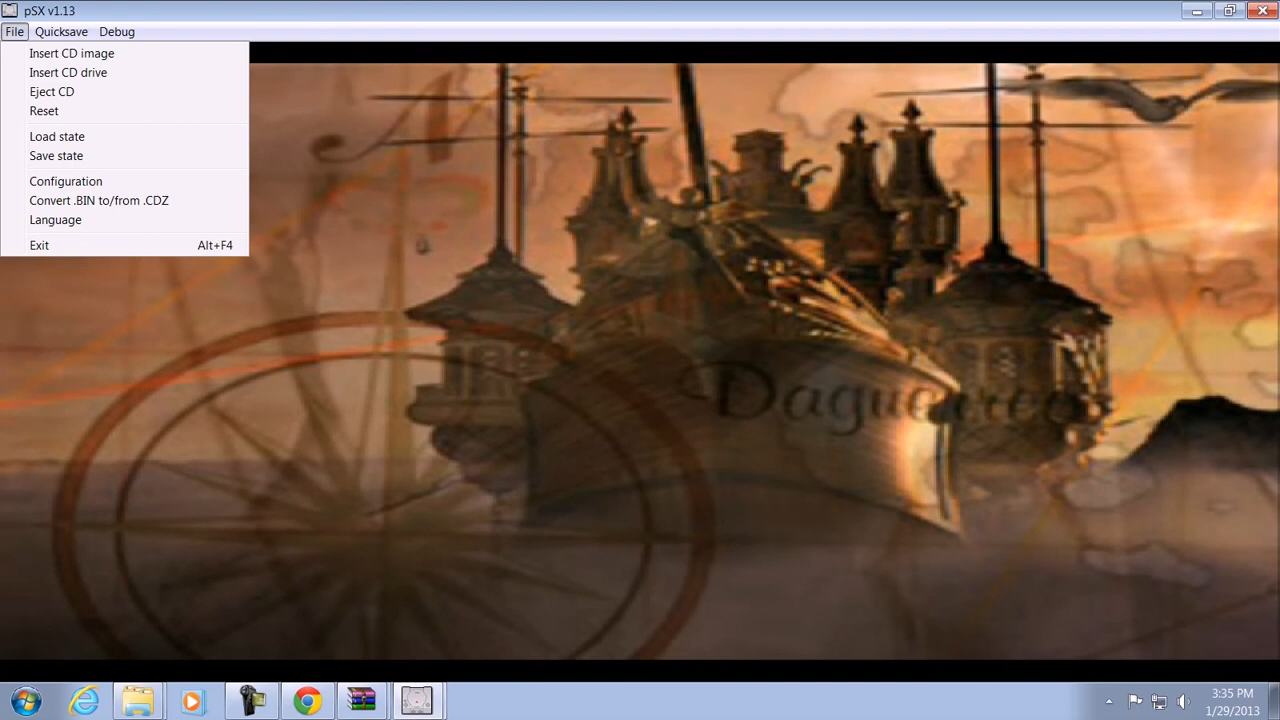 pSX v1.13
File Quicksave Debug
Insert CD image
Insert CD drive
Eject CD
Reset
Load state
Save state
Configuration
Convert .BIN to/from .CDZ
Language
Exit Alt+F4
Daguerreo
3:35 PM
1/29/2013